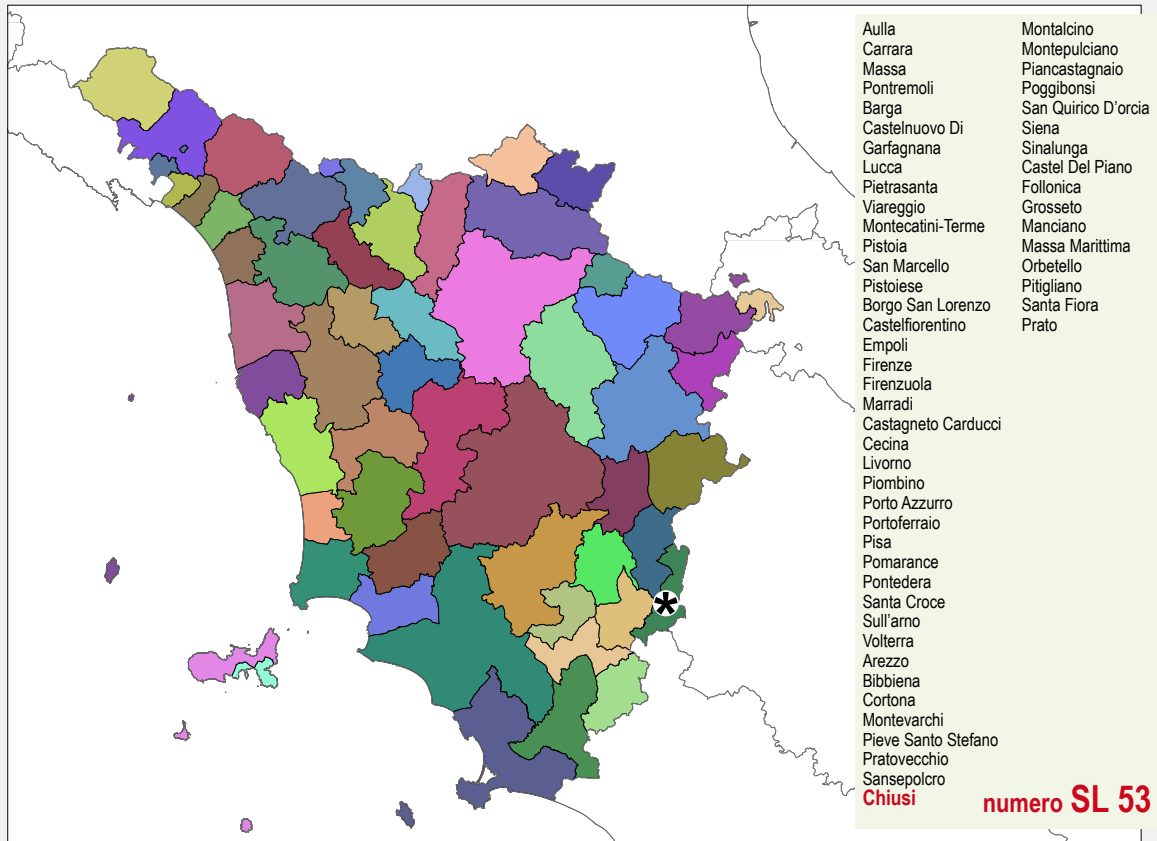 Aulla
Carrara
Massa
Pontremoli
Barga
Castelnuovo Di
Garfagnana
Lucca
Pietrasanta
Viareggio
Montecatini-Terme
Pistoia
San Marcello
Pistoiese
Borgo San Lorenzo
Castelfiorentino
Empoli
Firenze
Firenzuola
Marradi
Castagneto Carducci
Cecina
Livorno
Piombino
Porto Azzurro
Portoferraio
Pisa
Pomarance
Pontedera
Santa Croce
Sull'arno
Volterra
Arezzo
Bibbiena
Cortona
Montevarchi
Pieve Santo Stefano
Pratovecchio
Sansepolcro
Chiusi
Montalcino
Montepulciano
Piancastagnaio
Poggibonsi
San Quirico D'orcia
Siena
Sinalunga
Castel Del Piano
Follonica
Grosseto
Manciano
Massa Marittima
Orbetello
Pitigliano
Santa Fiora
Prato
numero SL 53
*